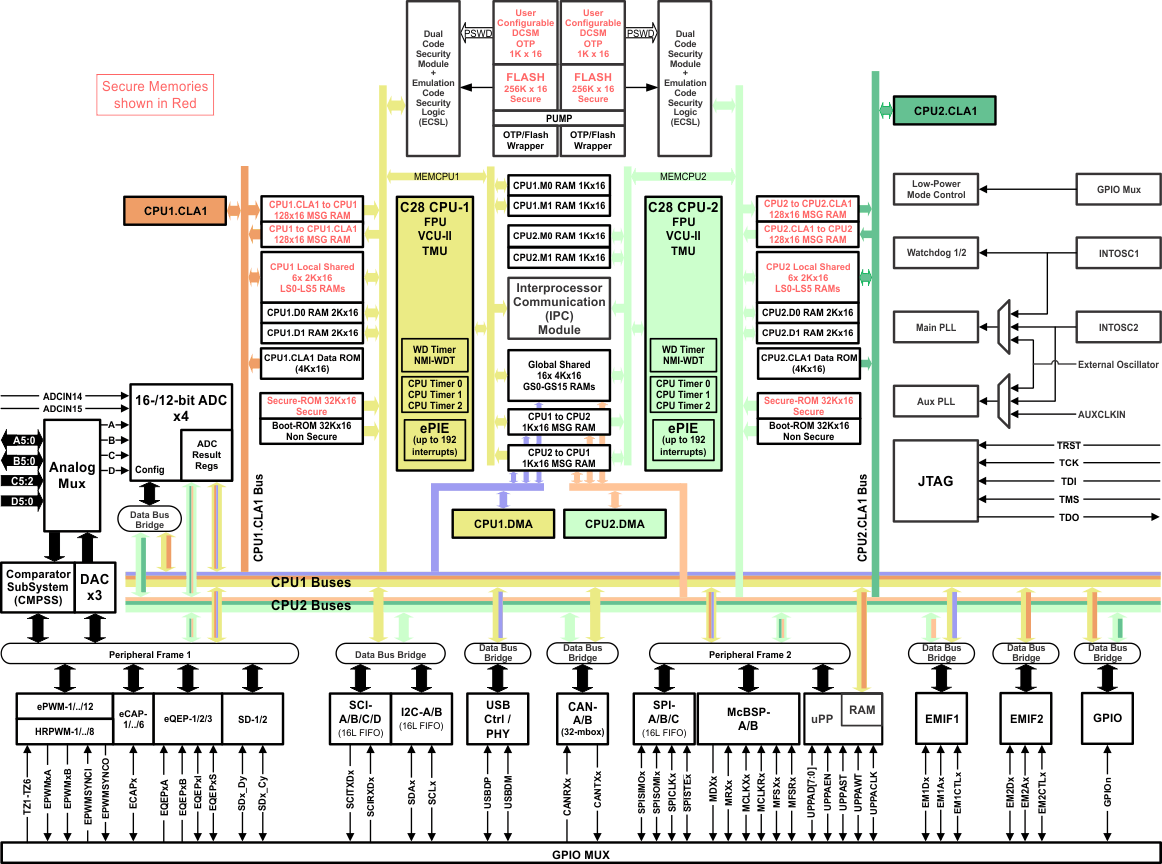 Secure Memories
shown in Red
Dual
Code
Security
Module
+
Emulation
Code
Security
Logic
(ECSL)
PSWD
User
Configurable
DCSM
OTP
1K x 16
FLASH
256K x 16
Secure
User
Configurable
DCSM
OTP
1K x 16
FLASH
256K x 16
Secure
PUMP
OTP/Flash
Wrapper
OTP/Flash
Wrapper
PSWD
Dual
Code
Security
Module
+
Emulation
Code
Security
Logic
(ECSL)
CPU2.CLA1
MEMCPU1
MEMCPU2
CPU1.CLA1
CPU1.CLA1 to CPU1
128x16 MSG RAM
CPU1 to CPU1.CLA1
128x16 MSG RAM
CPU1 Local Shared
6x 2Kx16
LS0-LS5 RAMs
CPU1.D0 RAM 2Kx16
CPU1.D1 RAM 2Kx16
CPU1.CLA1 Data ROM
(4Kx16)
Secure-ROM 32Kx16
Secure
Boot-ROM 32Kx16
Non Secure
C28 CPU-1
FPU
VCU-II
TMU
WD Timer
NMI-WDT
CPU Timer 0
CPU Timer 1
CPU Timer 2
ePIE
(up to 192
interrupts)
CPU1.M0 RAM 1Kx16
CPU1.M1 RAM 1Kx16
CPU2.M0 RAM 1Kx16
CPU2.M1 RAM 1Kx16
Interprocessor
Communication
(IPC)
Module
Global Shared
16x 4Kx16
GS0-GS15 RAMs
CPU1 to CPU2
1Kx16 MSG RAM
CPU2 to CPU1
1Kx16 MSG RAM
CPU1.DMA
CPU2.DMA
C28 CPU-2
FPU
VCU-II
TMU
WD Timer
NMI-WDT
CPU Timer 0
CPU Timer 1
CPU Timer 2
ePIE
(up to 192
interrupts)
CPU2 to CPU2.CLA1
128x16 MSG RAM
CPU2.CLA1 to CPU2
128x16 MSG RAM
CPU2 Local Shared
6x 2Kx16
LS0-LS5 RAMs
CPU2.D0 RAM 2Kx16
CPU2.D1 RAM 2Kx16
CPU2.CLA1 Data ROM
(4Kx16)
Secure-ROM 32Kx16
Secure
Boot-ROM 32Kx16
Non Secure
Low-Power
Mode Control
GPIO Mux
Watchdog 1/2
INTOSC1
Main PLL
INTOSC2
External Oscillator
Aux PLL
AUXCLKIN
JTAG
TRST
TCK
TDI
TMS
TDO
ADCIN14
ADCIN15
16-/12-bit ADC
x4
ADC
Result
Regs
Config
A
B
C
D
A5:0
B5:0
C5:2
D5:0
Analog
Mux
Data Bus
Bridge
Comparator
SubSystem
(CMPSS)
DAC
x3
CPU1.CLA1 Bus
CPU2.CLA1 Bus
CPU1 Buses
CPU2 Buses
Peripheral Frame 1
Data Bus Bridge
Data Bus
Bridge
Data Bus
Bridge
Peripheral Frame 2
Data Bus
Bridge
Data Bus
Bridge
Data Bus
Bridge
ePWM-1/../12
HRPWM-1/../8
eCAP-
1/../6
eQEP-1/2/3
SD-1/2
SCI-
A/B/C/D
(16L FIFO)
I2C-A/B
(16L FIFO)
USB
Ctrl /
PHY
CAN-
A/B
(32-mbox)
SPI-
A/B/C
(16L FIFO)
McBSP-
A/B
uPP
RAM
EMIF1
EMIF2
GPIO
TZ1-TZ6
EPWMxA
EPWMxB
EPWMSYNCI
EPWMSYNCO
ECAPx
EQEPxA
EQEPxB
EQEPxI
EQEPxS
SDx_Dy
SDx_Cy
SCITXDx
SCIRXDx
SDAx
SCLx
USBDP
USBDM
CANRXx
CANTXx
SPISIMOx
SPISOMIx
SPICLKx
SPISTEx
MDXx
MRXx
MCLKXx
MCLKRx
MFSXx
MFSRx
UPPAD[7:0]
UPPAEN
UPPAST
UPPAWT
UPPACLK
EM1Dx
EM1Ax
EM1CTLx
EM2Dx
EM2Ax
EM2CTLx
GPIOn
GPIO MUX